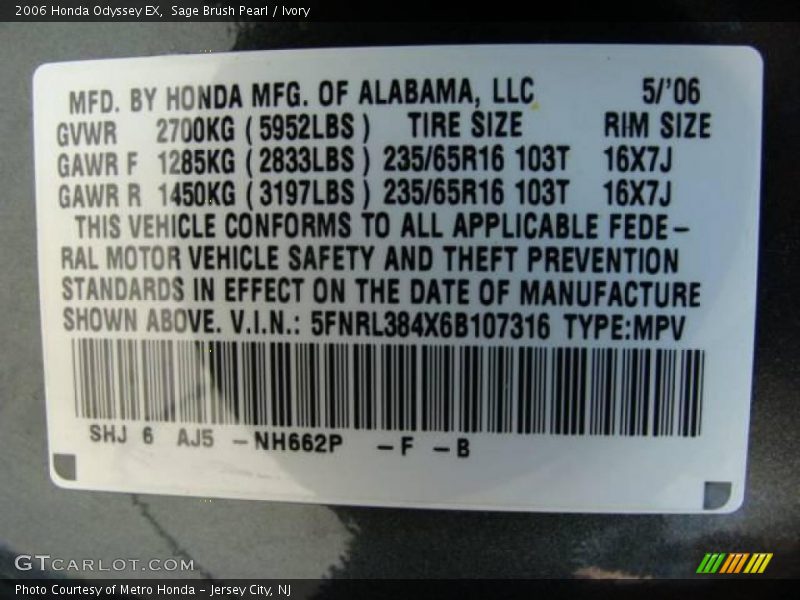 2006 Honda Odyssey EX,  Sage Brush Pearl / Ivory
MFD. BY HONDA MFG. OF ALABAMA, LLC 5/'06
GVWR 2700KG (5952LBS) TIRE SIZE RIM SIZE
GAWR F 1285KG (2833LBS) 235/65R16 103T 16X7J
GAWR R 1450KG (3197LBS) 235/65R16 103T 16X7J
THIS VEHICLE CONFORMS TO ALL APPLICABLE FEDE-
RAL MOTOR VEHICLE SAFETY AND THEFT PREVENTION
STANDARDS IN EFFECT ON THE DATE OF MANUFACTURE
SHOWN ABOVE. V.I.N.: 5FNRL384X6B107316 TYPE:MPV
SHJ 6 AJ5 -NH662P -F -B
GTCARLOT.COM
Photo Courtesy of Metro Honda - Jersey City, NJ